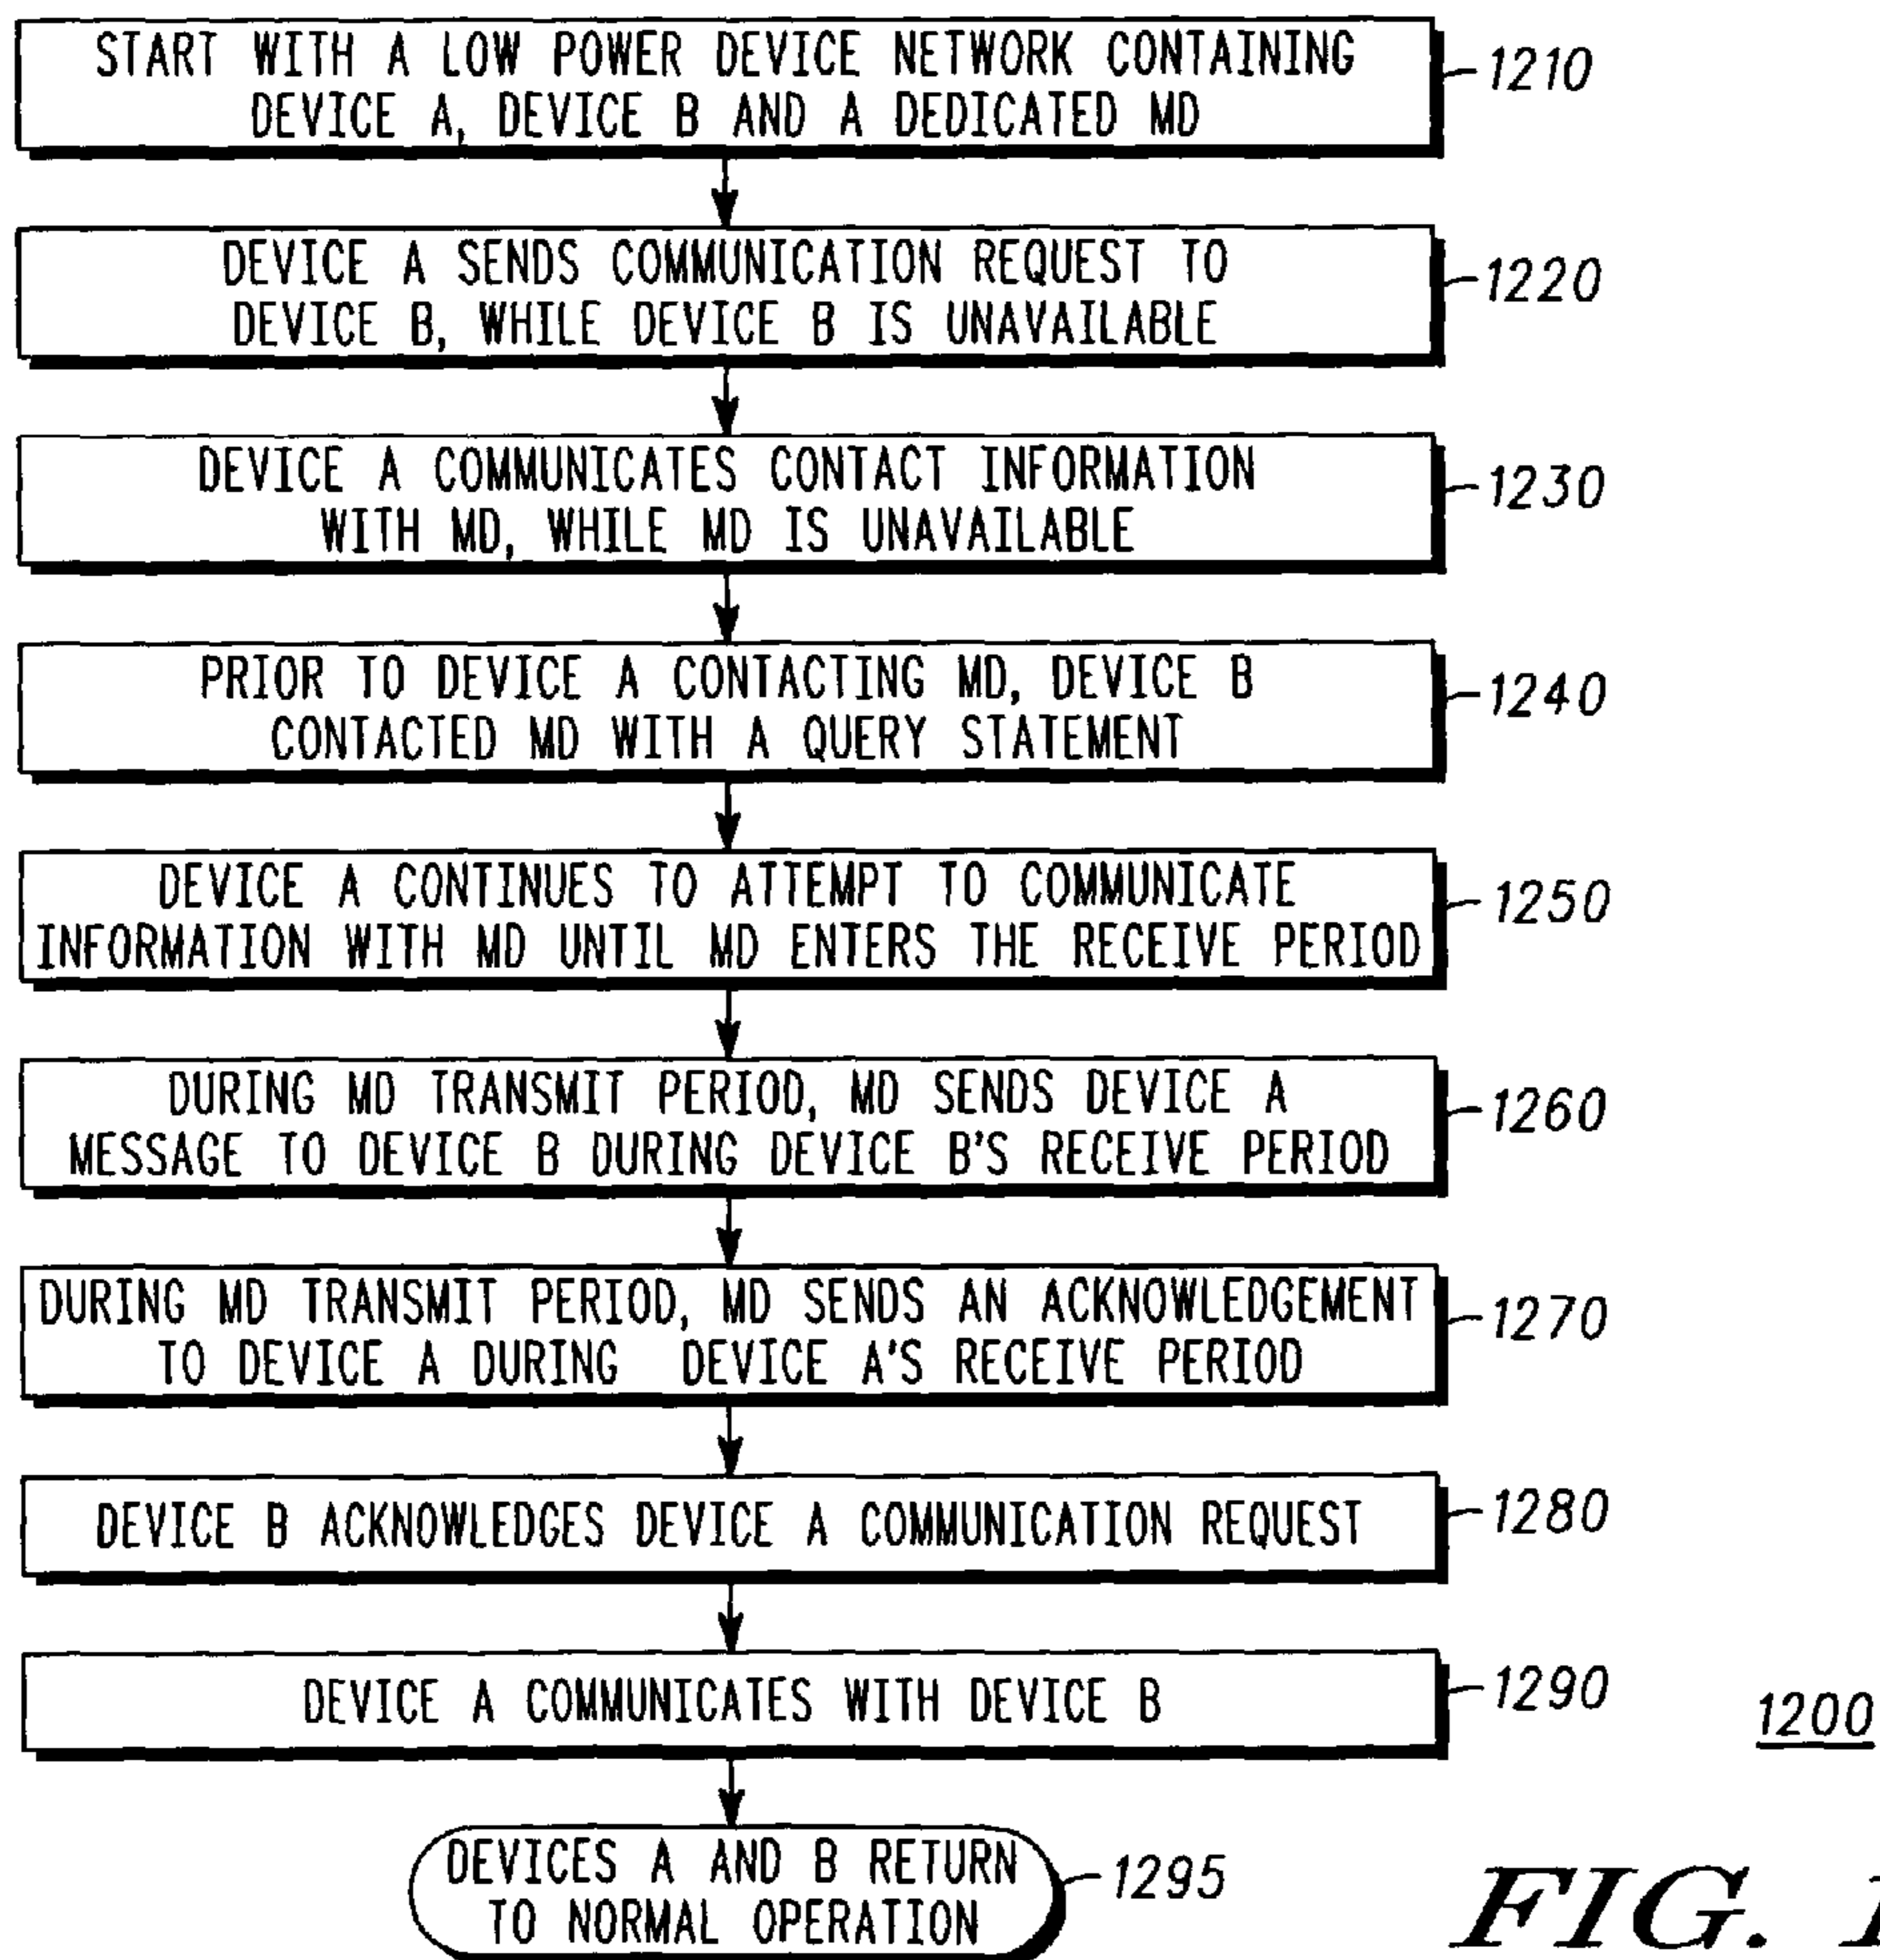 START WITH A LOW POWER DEVICE NETWORK CONTAINING
DEVICE A, DEVICE B AND A DEDICATED MD
1210
DEVICE A SENDS COMMUNICATION REQUEST TO
DEVICE B, WHILE DEVICE B IS UNAVAILABLE
1220
DEVICE A COMMUNICATES CONTACT INFORMATION
WITH MD, WHILE MD IS UNAVAILABLE
1230
PRIOR TO DEVICE A CONTACTING MD, DEVICE B
CONTACTED MD WITH A QUERY STATEMENT
1240
DEVICE A CONTINUES TO ATTEMPT TO COMMUNICATE
INFORMATION WITH MD UNTIL MD ENTERS THE RECEIVE PERIOD
1250
DURING MD TRANSMIT PERIOD, MD SENDS DEVICE A
MESSAGE TO DEVICE B DURING DEVICE B'S RECEIVE PERIOD
1260
DURING MD TRANSMIT PERIOD, MD SENDS AN ACKNOWLEDGEMENT
TO DEVICE A DURING DEVICE A'S RECEIVE PERIOD
1270
DEVICE B ACKNOWLEDGES DEVICE A COMMUNICATION REQUEST
1280
DEVICE A COMMUNICATES WITH DEVICE B
1290
1200
DEVICES A AND B RETURN
TO NORMAL OPERATION
1295
FIG.